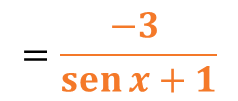 = −3
sen x + 1